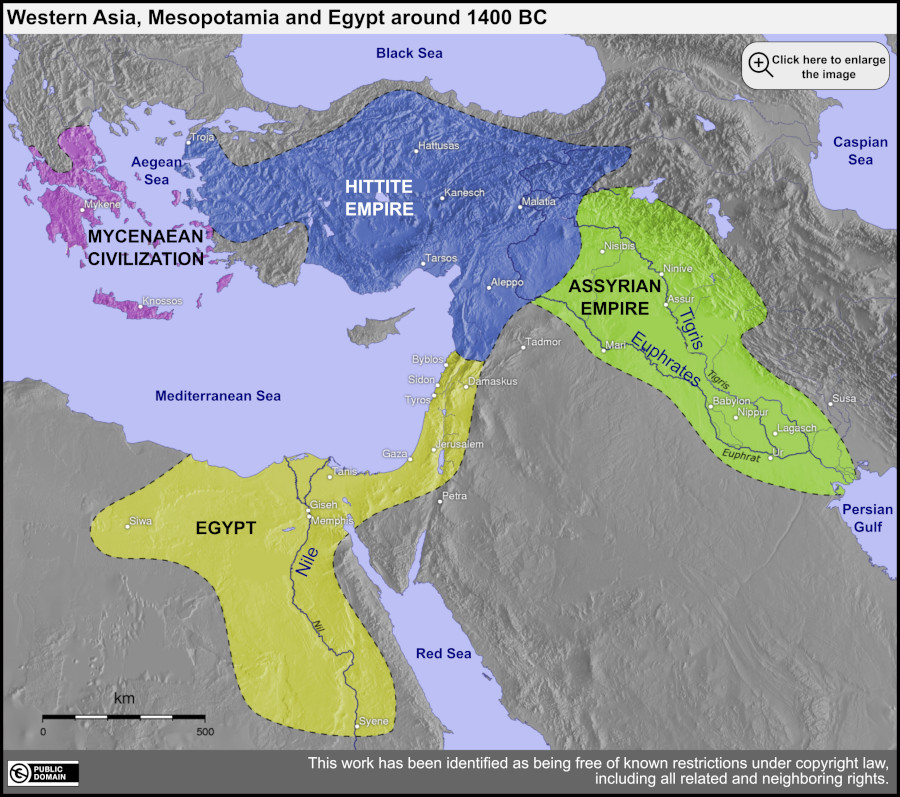 Western Asia, Mesopotamia and Egypt around 1400 BC
Black Sea
Click here to enlarge
the image
Caspian
Sea
Troja
Aegean
Sea
Hattusas
HITTITE
EMPIRE
Kanesch
Malatia
Mykene
MYCENAEAN
CIVILIZATION
Nisibis
Tarsos
Ninive
Aleppo
ASSYRIAN
EMPIRE
Assur
Knossos
Tigris
Tadmor
Mari
Euphrates
Byblos
Tigris
Sidon
Damaskus
Mediterranean Sea
Tyros
Susa
Babylon
Nippur
Lagasch
Jerusalem
Gaza
Euphrat
Ur
Tanis
Petra
Giseh
Persian
Gulf
Siwa
EGYPT
Memphis
Nile
Nil
Red Sea
km
0
500
Syene
PUBLIC
DOMAIN
This work has been identified as being free of known restrictions under copyright law,
including all related and neighboring rights.